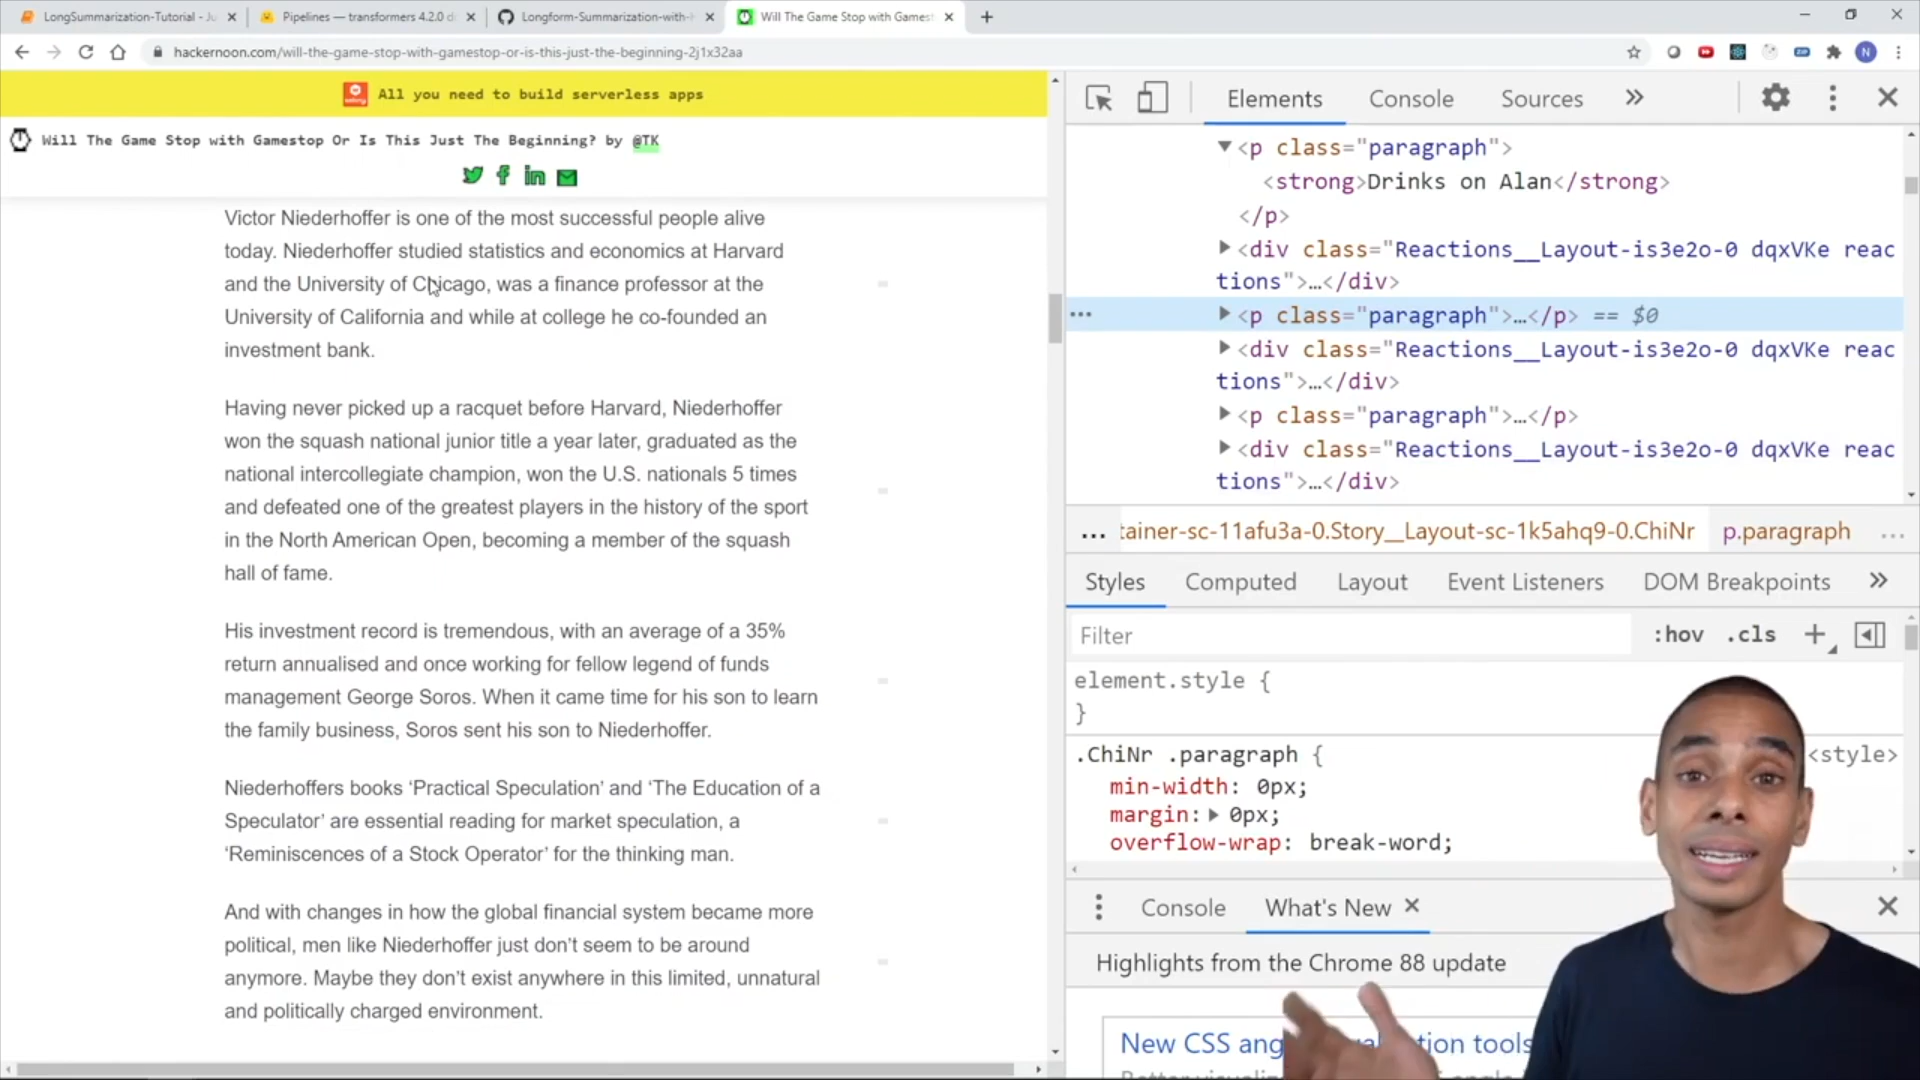 LongSummarization-Tutorial - Ju
Pipelines — transformers 4.2.0 d
Longform-Summarization-with-H
Will The Game Stop with Gamest
hackernoon.com/will-the-game-stop-with-gamestop-or-is-this-just-the-beginning-2j1x32aa
N
All you need to build serverless apps
Will The Game Stop with Gamestop Or Is This Just The Beginning? by @TK
Victor Niederhoffer is one of the most successful people alive
today. Niederhoffer studied statistics and economics at Harvard
and the University of Chicago, was a finance professor at the
University of California and while at college he co-founded an
investment bank.
Having never picked up a racquet before Harvard, Niederhoffer
won the squash national junior title a year later, graduated as the
national intercollegiate champion, won the U.S. nationals 5 times
and defeated one of the greatest players in the history of the sport
in the North American Open, becoming a member of the squash
hall of fame.
His investment record is tremendous, with an average of a 35%
return annualised and once working for fellow legend of funds
management George Soros. When it came time for his son to learn
the family business, Soros sent his son to Niederhoffer.
Niederhoffers books ‘Practical Speculation’ and ‘The Education of a
Speculator’ are essential reading for market speculation, a
‘Reminiscences of a Stock Operator’ for the thinking man.
And with changes in how the global financial system became more
political, men like Niederhoffer just don’t seem to be around
anymore. Maybe they don’t exist anywhere in this limited, unnatural
and politically charged environment.
Elements Console Sources »
<p class="paragraph">
<strong>Drinks on Alan</strong>
</p>
<div class="Reactions__Layout-is3e2o-0 dqxVKe reac
tions">…</div>
<p class="paragraph">…</p> == $0
<div class="Reactions__Layout-is3e2o-0 dqxVKe reac
tions">…</div>
<p class="paragraph">…</p>
<div class="Reactions__Layout-is3e2o-0 dqxVKe reac
tions">…</div>
... tainer-sc-11afu3a-0.Story__Layout-sc-1k5ahq9-0.ChiNr p.paragraph ...
Styles Computed Layout Event Listeners DOM Breakpoints »
Filter :hov .cls +
element.style {
}
.ChiNr .paragraph { <style>
min-width: 0px;
margin: 0px;
overflow-wrap: break-word;
Console What's New
Highlights from the Chrome 88 update
New CSS ang tion tools